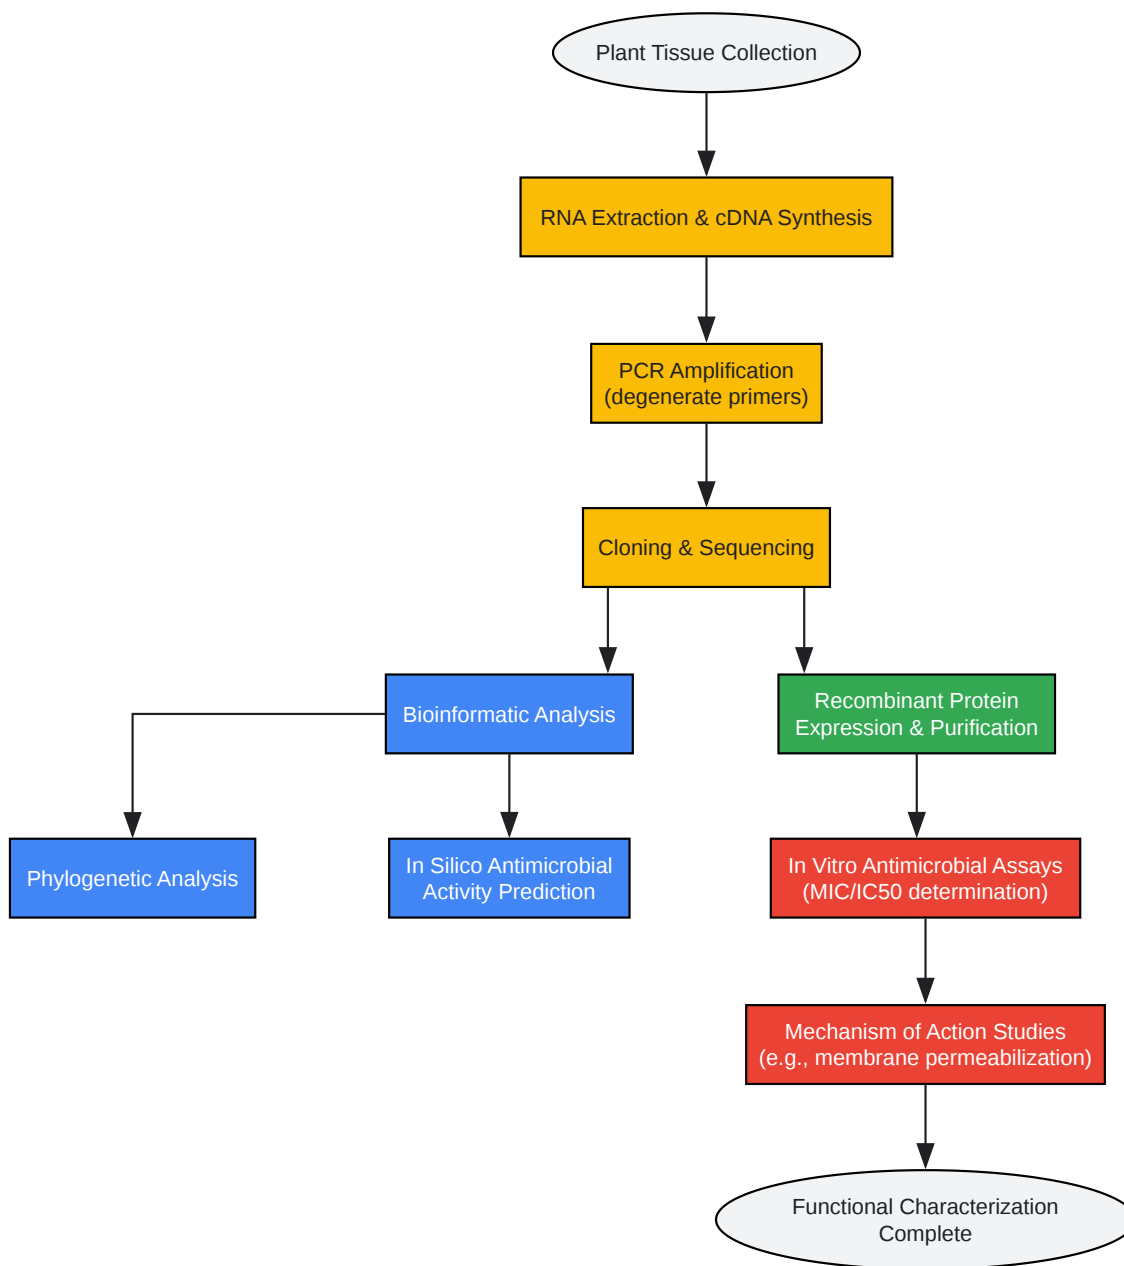 Plant Tissue Collection
RNA Extraction & cDNA Synthesis
PCR Amplification
(degenerate primers)
Cloning & Sequencing
Bioinformatic Analysis
Recombinant Protein
Expression & Purification
Phylogenetic Analysis
In Silico Antimicrobial
Activity Prediction
In Vitro Antimicrobial Assays
(MIC/IC50 determination)
Mechanism of Action Studies
(e.g., membrane permeabilization)
Functional Characterization
Complete